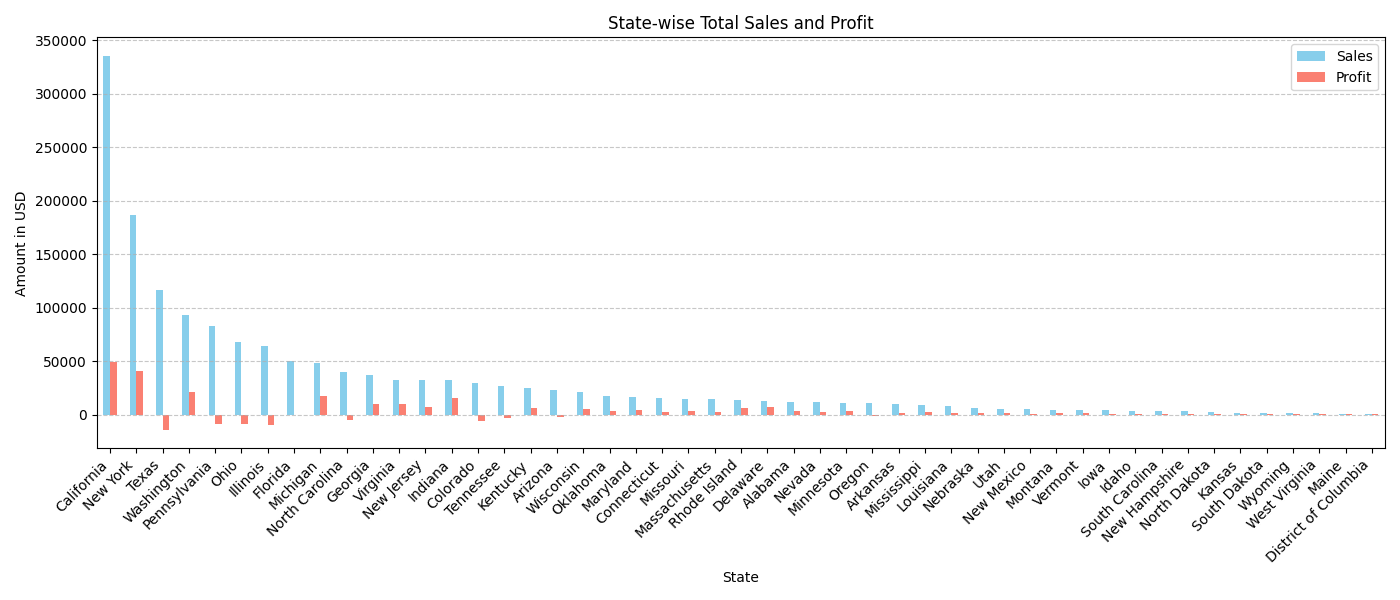 State-wise Total Sales and Profit
350000
300000
250000
200000
150000
100000
50000
0
Amount in USD
Sales
Profit
California
New York
Texas
Washington
Pennsylvania
Ohio
Illinois
Florida
Michigan
North Carolina
Georgia
Virginia
New Jersey
Indiana
Colorado
Tennessee
Kentucky
Arizona
Wisconsin
Oklahoma
Maryland
Connecticut
Missouri
Massachusetts
Rhode Island
Delaware
Alabama
Nevada
Minnesota
Oregon
Arkansas
Mississippi
Louisiana
Nebraska
Utah
New Mexico
Montana
Vermont
Iowa
Idaho
South Carolina
New Hampshire
North Dakota
Kansas
South Dakota
Wyoming
West Virginia
Maine
District of Columbia
State